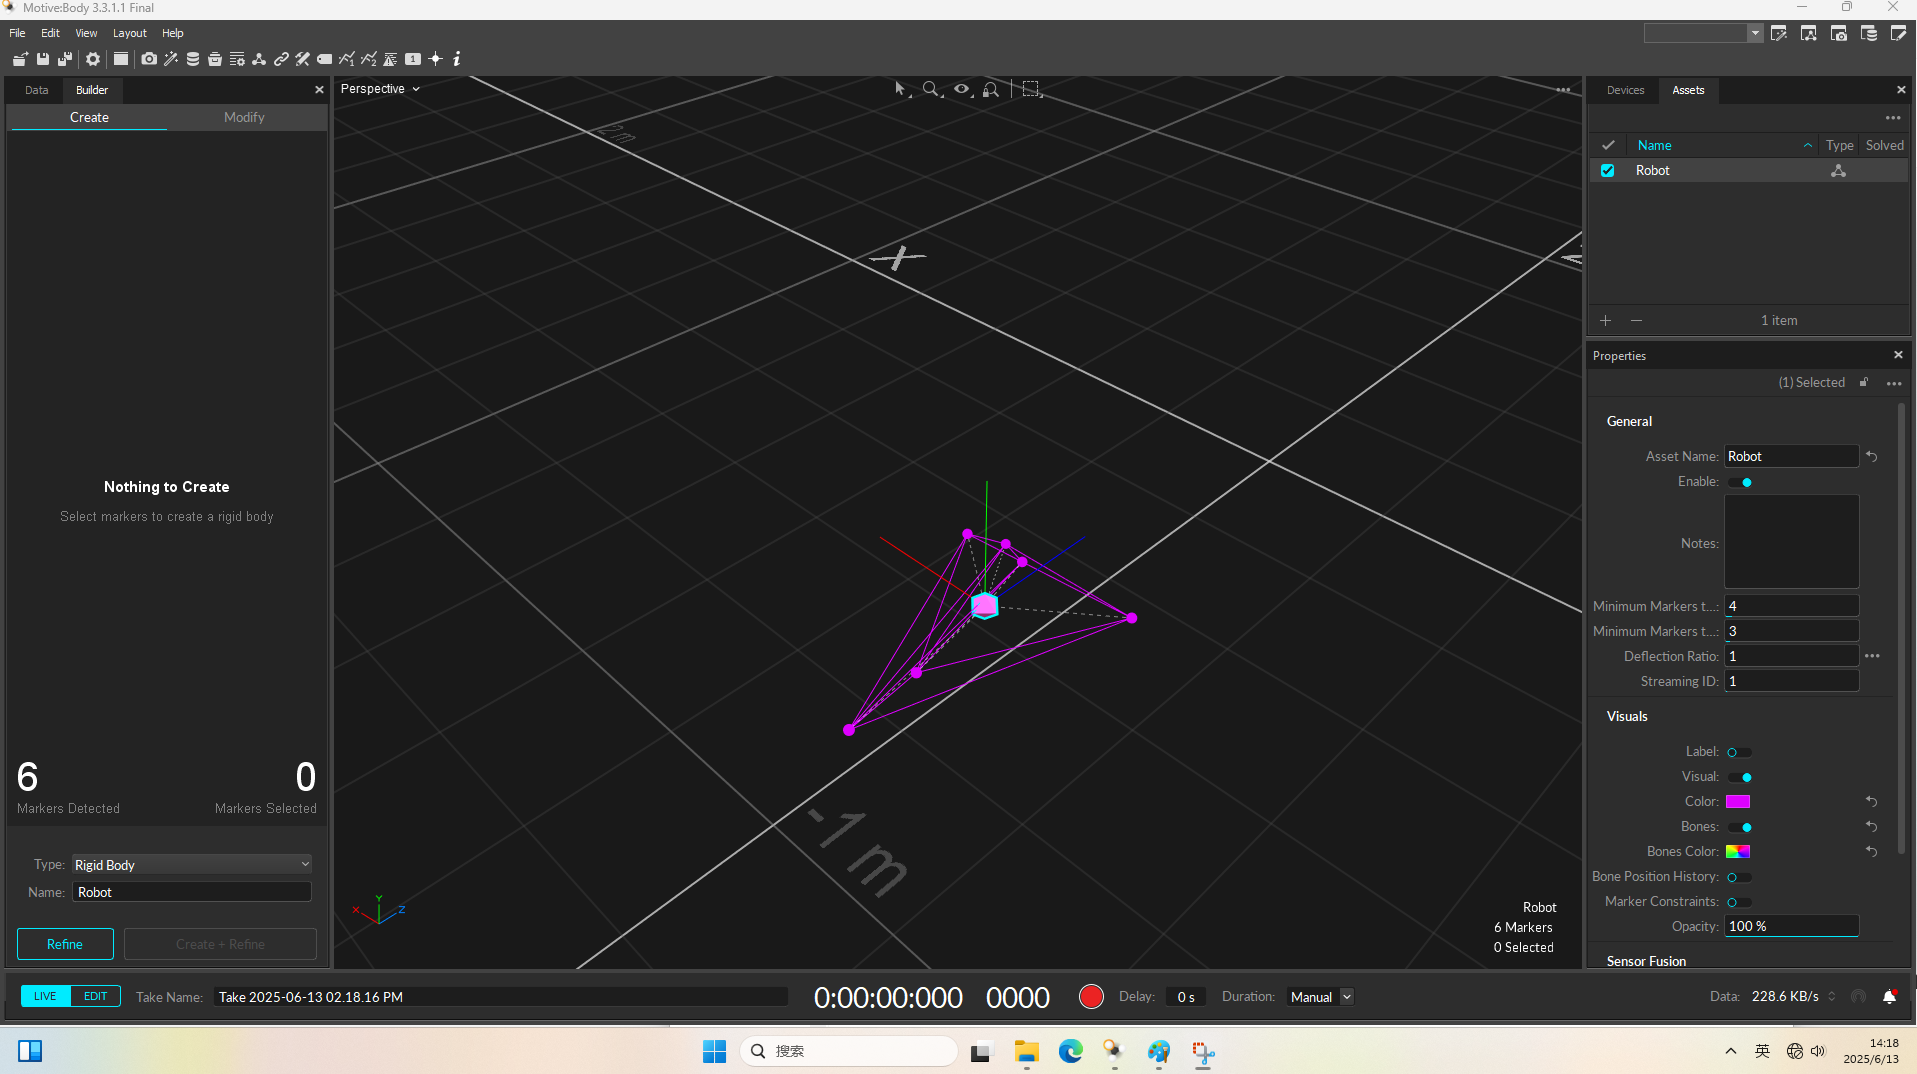 Motive:Body 3.3.1.1 Final
File Edit View Layout Help
Data Builder
Create Modify
Nothing to Create
Select markers to create a rigid body
6 0
Markers Detected Markers Selected
Type: Rigid Body
Name: Robot
Refine Create + Refine
Perspective
-2 m
X
-1 m
X Y Z
Robot
6 Markers
0 Selected
Devices Assets
Name Type Solved
Robot
1 item
Properties
(1) Selected
General
Asset Name: Robot
Enable:
Notes:
Minimum Markers t...: 4
Minimum Markers t...: 3
Deflection Ratio: 1
Streaming ID: 1
Visuals
Label:
Visual:
Color:
Bones:
Bones Color:
Bone Position History:
Marker Constraints:
Opacity: 100 %
Sensor Fusion
LIVE EDIT Take Name: Take 2025-06-13 02.18.16 PM 0:00:00:000 0000 Delay: 0 s Duration: Manual Data: 228.6 KB/s
搜索
英
14:18
2025/6/13